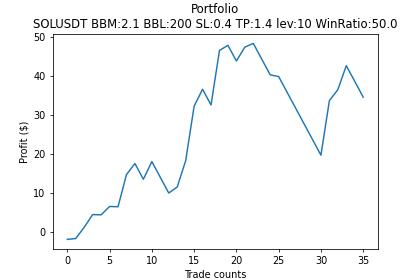 Portfolio
SOLUSDT BBM:2.1 BBL:200 SL:0.4 TP:1.4 lev:10 WinRatio:50.0
50
40
30
20
10
0
Profit ($)
0 5 10 15 20 25 30 35
Trade counts